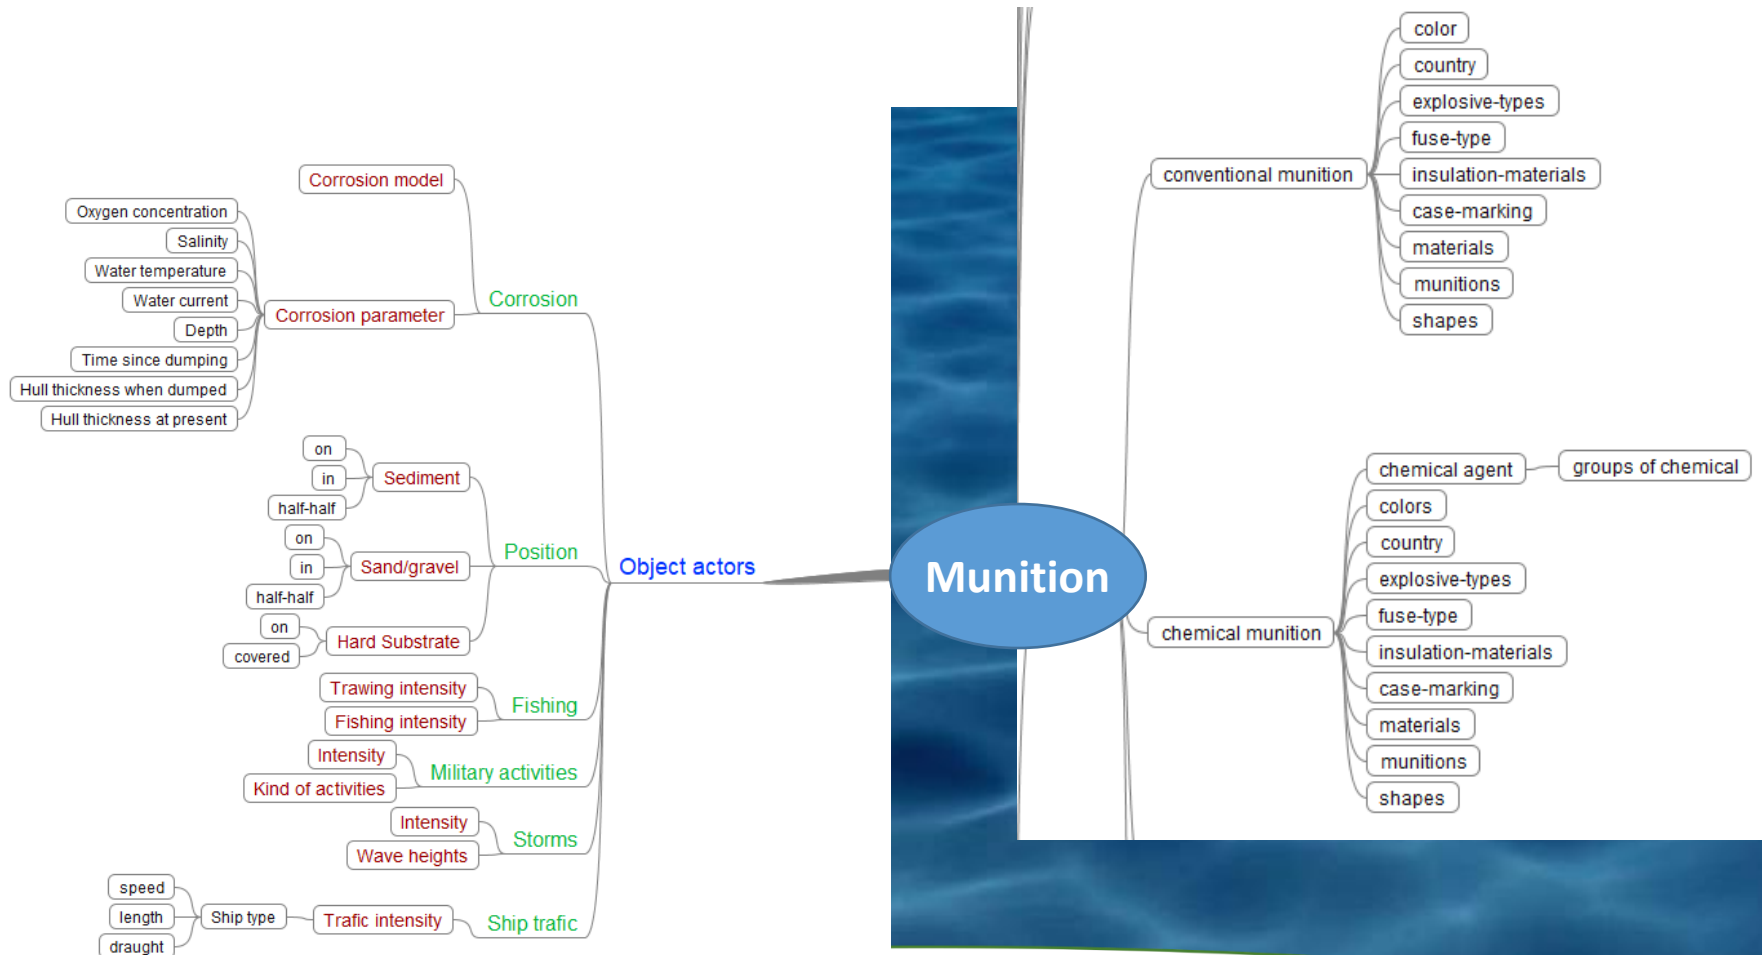 Corrosion model
Oxygen concentration
Salinity
Water temperature
Water current
Depth
Time since dumping
Hull thickness when dumped
Hull thickness at present
Corrosion parameter
Corrosion
on
in
half-half
Sediment
on
in
half-half
Sand/gravel
on
covered
Hard Substrate
Position
Trawing intensity
Fishing intensity
Fishing
Intensity
Kind of activities
Military activities
Intensity
Wave heights
Storms
speed
length
draught
Ship type
Trafic intensity
Ship trafic
Object actors
Munition
conventional munition
color
country
explosive-types
fuse-type
insulation-materials
case-marking
materials
munitions
shapes
chemical munition
chemical agent
groups of chemical
colors
country
explosive-types
fuse-type
insulation-materials
case-marking
materials
munitions
shapes